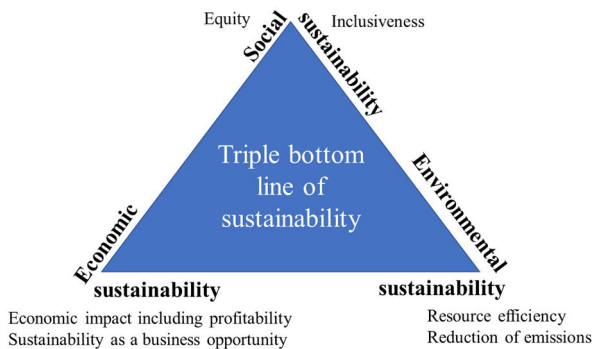 Equity
Inclusiveness
Social sustainability
Triple bottom
line of
sustainability
Economic sustainability
Environmental sustainability
Economic impact including profitability
Sustainability as a business opportunity
Resource efficiency
Reduction of emissions